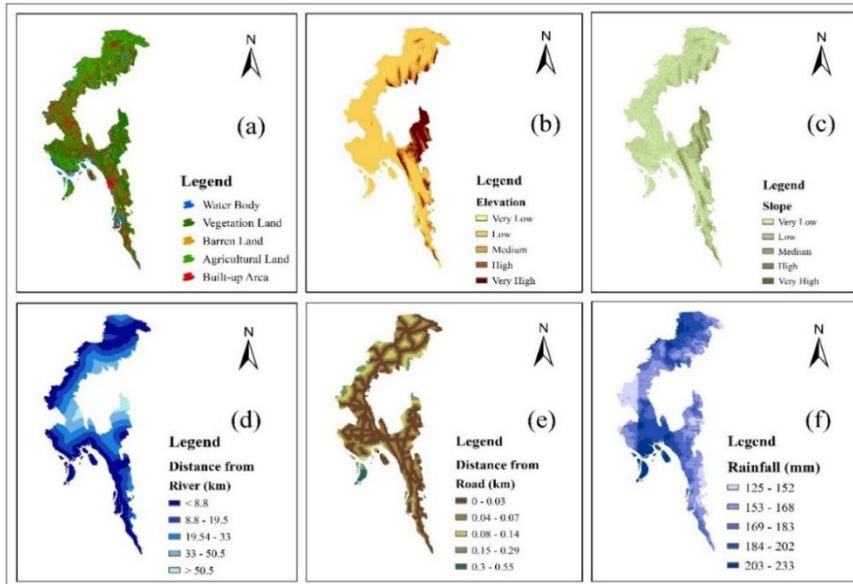 N
(a)
Legend
Water Body
Vegetation Land
Barren Land
Agricultural Land
Built-up Area
N
(b)
Legend
Elevation
Very Low
Low
Medium
High
Very High
N
(c)
Legend
Slope
Very Low
Low
Medium
High
Very High
N
(d)
Legend
Distance from
River (km)
< 8.8
8.8 - 19.5
19.54 - 33
33 - 50.5
> 50.5
N
(e)
Legend
Distance from
Road (km)
0 - 0.03
0.04 - 0.07
0.08 - 0.14
0.15 - 0.29
0.3 - 0.55
N
(f)
Legend
Rainfall (mm)
125 - 152
153 - 168
169 - 183
184 - 202
203 - 233